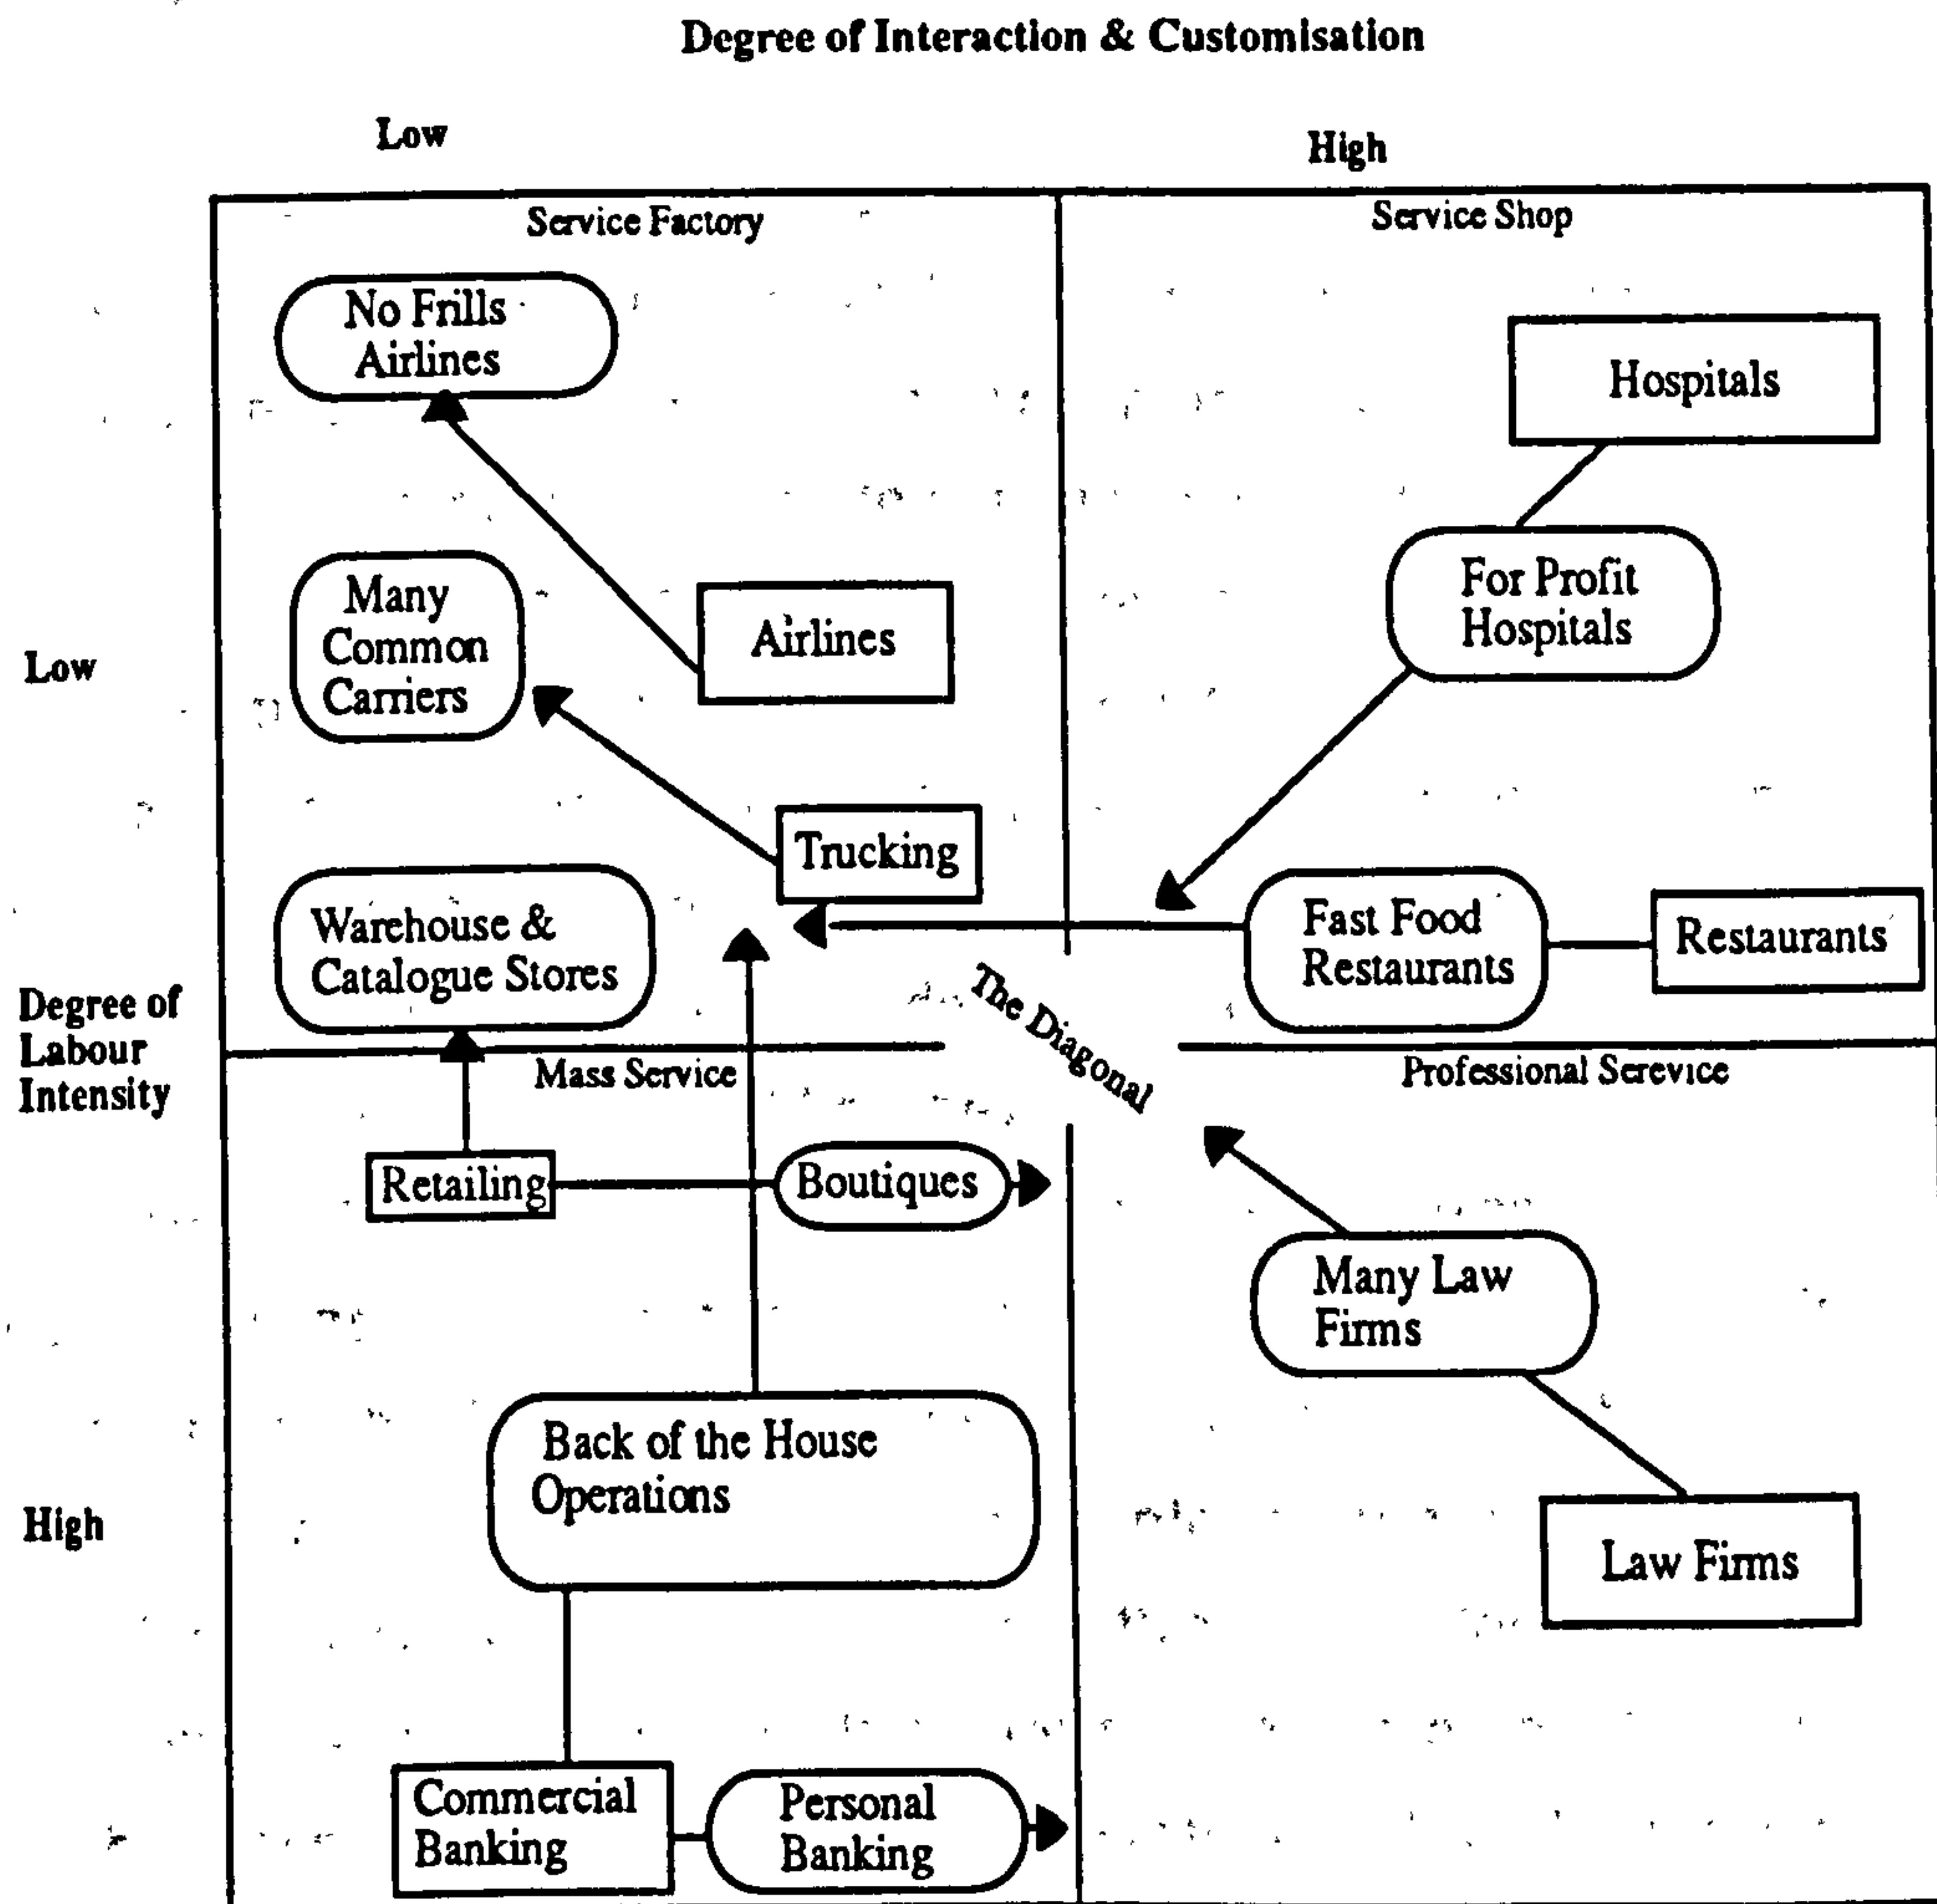 Degree of Interaction & Customisation
Low
High
Service Factory
Service Shop
No Frills
Airlines
Hospitals
For Profit
Hospitals
Many
Common
Carriers
Airlines
Low
Trucking
Warehouse &
Catalogue Stores
Fast Food
Restaurants
Restaurants
The Diagonal
Degree of
Labour
Intensity
Mass Service
Professional Serevice
Retailing
Boutiques
Many Law
Firms
Back of the House
Operations
High
Law Firms
Commercial
Banking
Personal
Banking